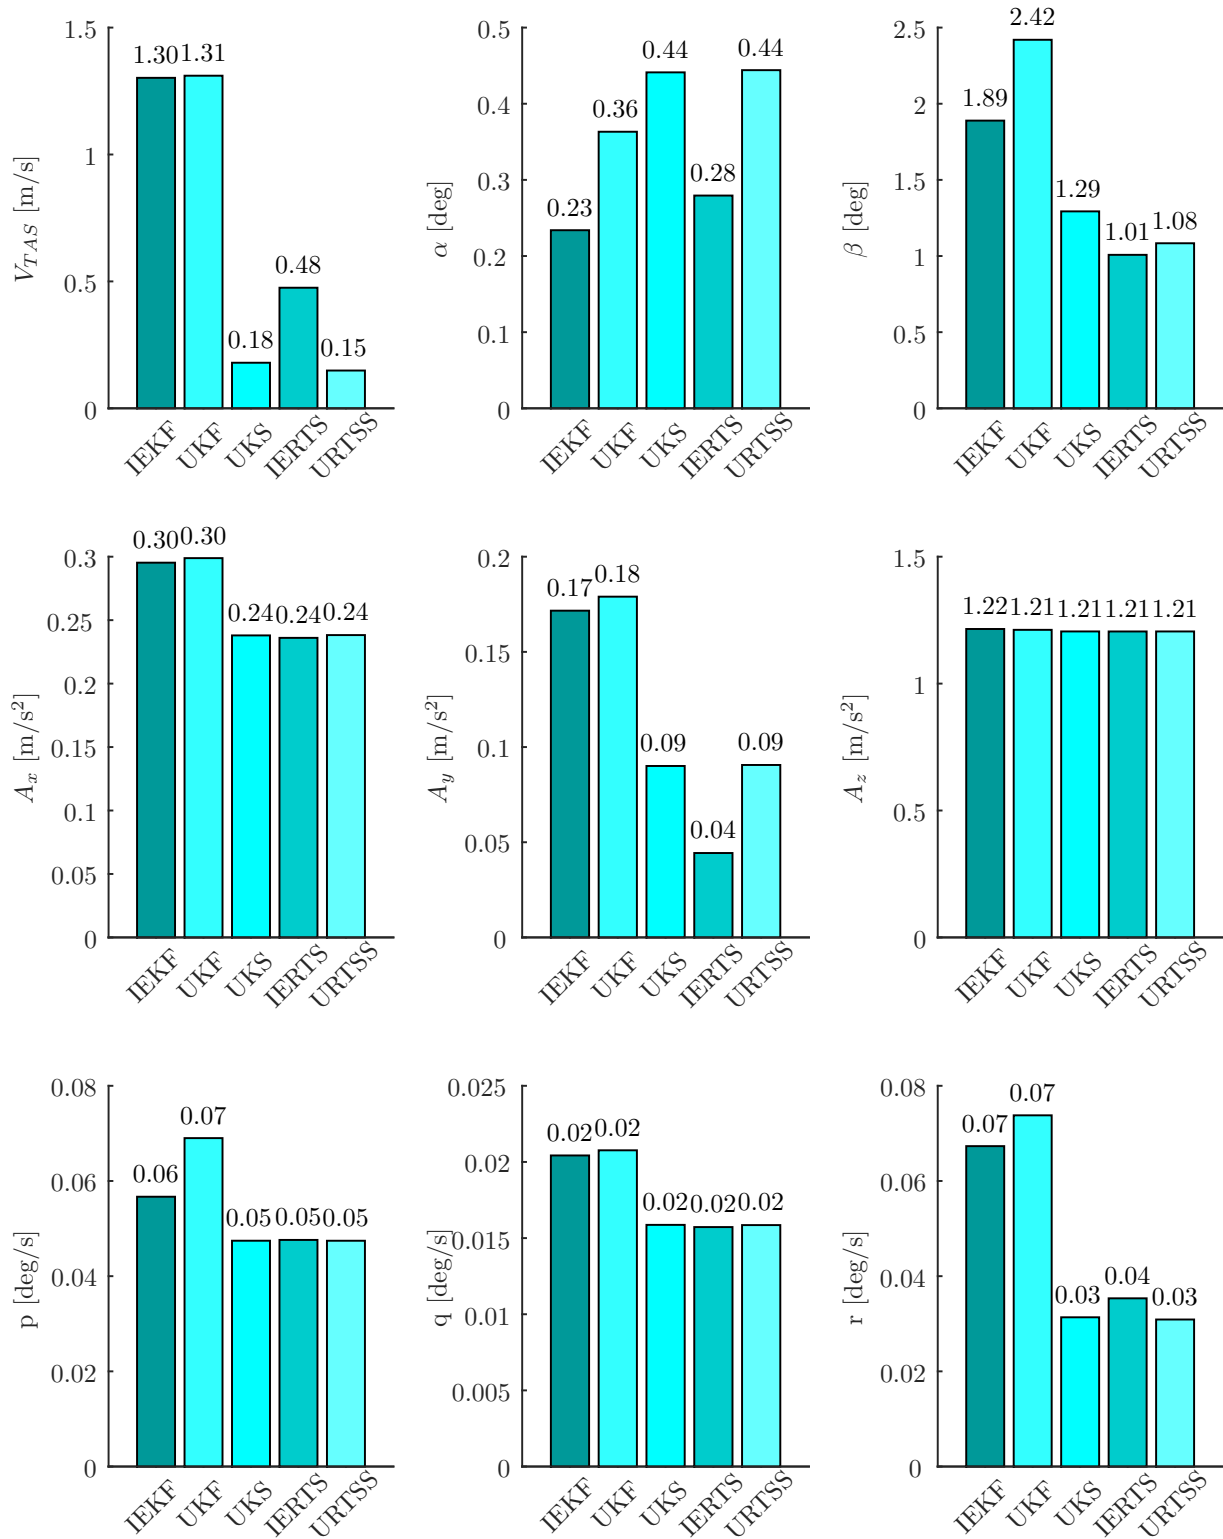 V_TAS [m/s]
1.5
1
0.5
0
1.30 1.31 0.18 0.48 0.15
IEKF UKF UKS IERTS URTSS
α [deg]
0.5
0.4
0.3
0.2
0.1
0
0.23 0.36 0.44 0.28 0.44
IEKF UKF UKS IERTS URTSS
β [deg]
2.5
2
1.5
1
0.5
0
1.89 2.42 1.29 1.01 1.08
IEKF UKF UKS IERTS URTSS
A_x [m/s²]
0.3
0.25
0.2
0.15
0.1
0.05
0
0.30 0.30 0.24 0.24 0.24
IEKF UKF UKS IERTS URTSS
A_y [m/s²]
0.2
0.15
0.1
0.05
0
0.17 0.18 0.09 0.04 0.09
IEKF UKF UKS IERTS URTSS
A_z [m/s²]
1.5
1
0.5
0
1.22 1.21 1.21 1.21 1.21
IEKF UKF UKS IERTS URTSS
p [deg/s]
0.08
0.06
0.04
0.02
0
0.06 0.07 0.05 0.05 0.05
IEKF UKF UKS IERTS URTSS
q [deg/s]
0.025
0.02
0.015
0.01
0.005
0
0.02 0.02 0.02 0.02 0.02
IEKF UKF UKS IERTS URTSS
r [deg/s]
0.08
0.06
0.04
0.02
0
0.07 0.07 0.03 0.04 0.03
IEKF UKF UKS IERTS URTSS